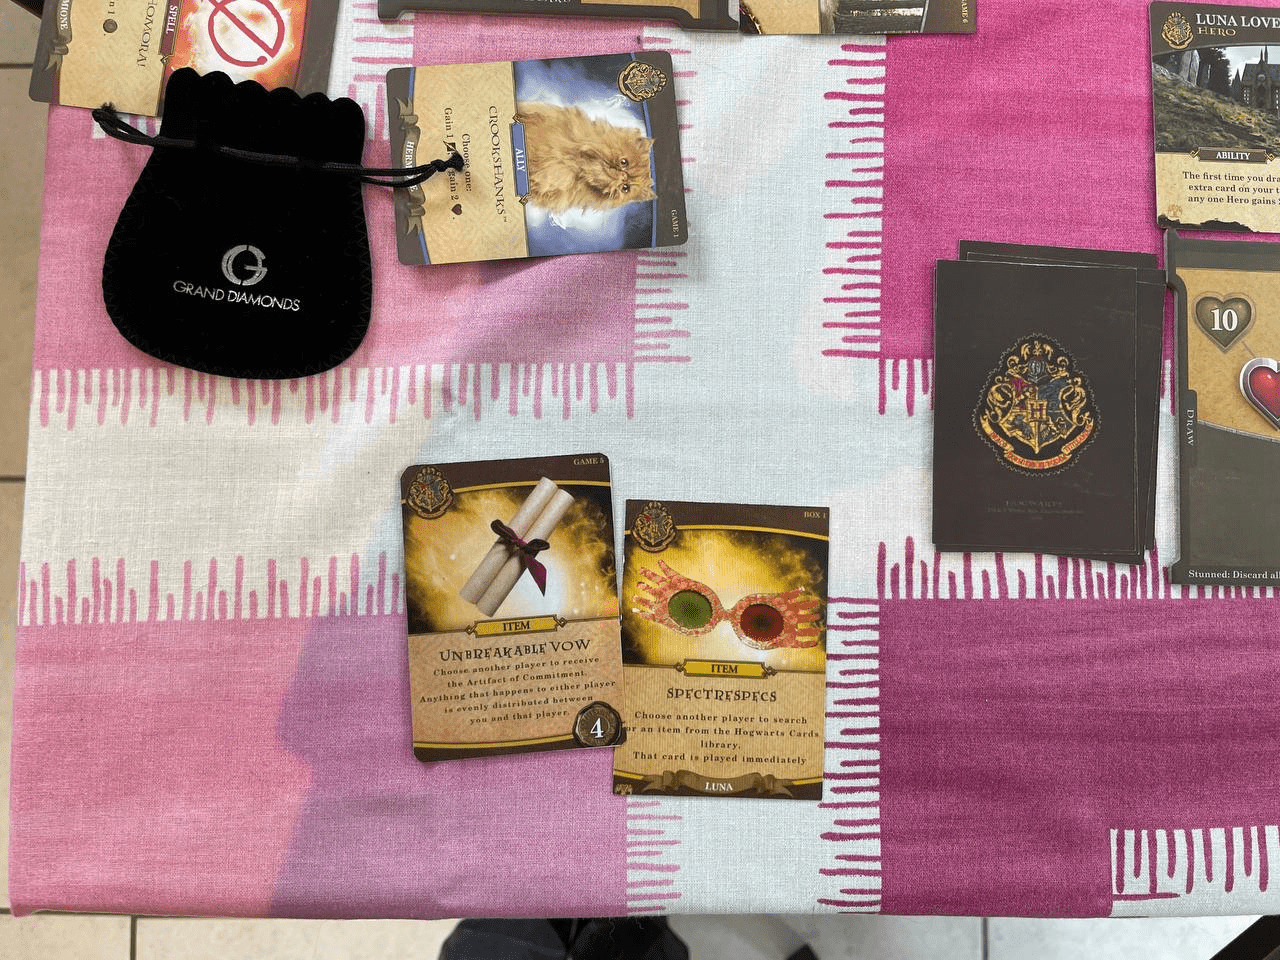 SPELL
GRAND DIAMONDS
CROOKSHANKS™
ALLY
Choose one:
GAME 1
LUNA
HERO
ABILITY
The first time you
extra card on your
any one Hero gains
10
DRAW
Stunned: Discard
HOGWARTS
GAME 5
ITEM
UNBREAKABLE VOW
Choose another player to receive
the Artifact of Commitment.
Anything that happens to either player
is evenly distributed between
you and that player.
4
BOX 1
ITEM
SPECTRESPECS
Choose another player to search
for an item from the Hogwarts Cards
library.
That card is played immediately
LUNA